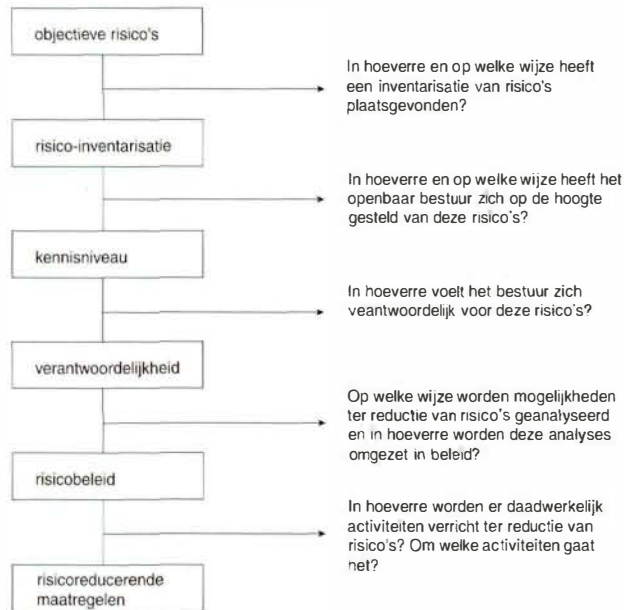 objectieve risico's
In hoeverre en op welke wijze heeft
een inventarisatie van risico's
plaatsgevonden?
risico-inventarisatie
In hoeverre en op welke wijze heeft het
openbaar bestuur zich op de hoogte
gesteld van deze risico's?
kennisniveau
In hoeverre voelt het bestuur zich
veantwoordelijk voor deze risico's?
verantwoordelijkheid
Op welke wijze worden mogelijkheden
ter reductie van risico's geanalyseerd
en in hoeverre worden deze analyses
omgezet in beleid?
risicobeleid
In hoeverre worden er daadwerkelijk
activiteiten verricht ter reductie van
risico's? Om welke activiteiten gaat
het?
risicoreducerende
maatregelen